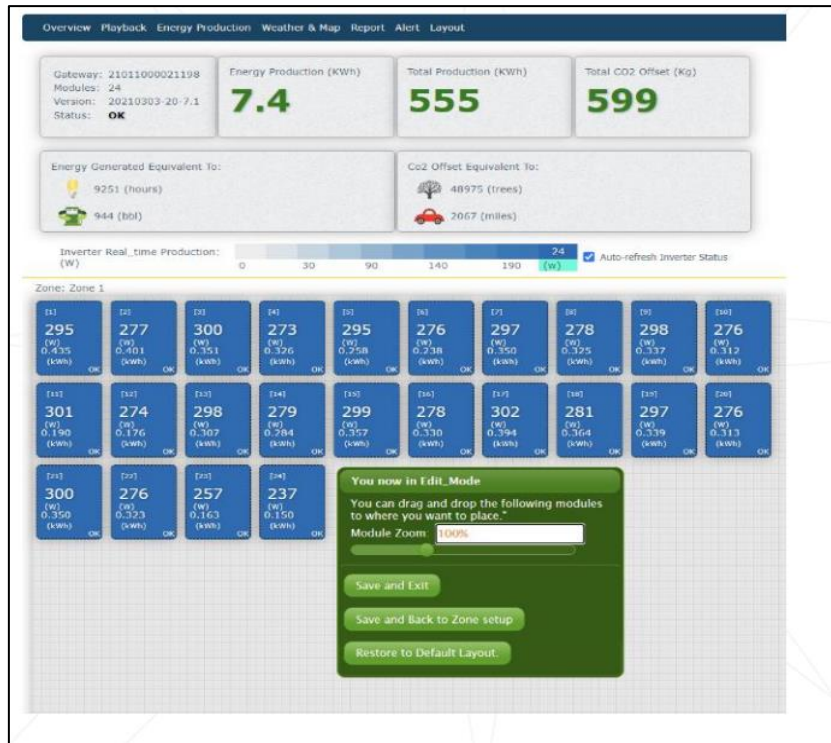 Overview Playback Energy Production Weather & Map Report Alert Layout
Gateway: 21011000021198
Modules: 24
Version: 20210303-20-7.1
Status: OK
Energy Production (KWh)
7.4
Total Production (KWh)
555
Total CO2 Offset (Kg)
599
Energy Generated Equivalent To:
9251 (hours)
944 (bbl)
Co2 Offset Equivalent To:
48975 (trees)
2067 (miles)
Inverter Real_time Production:
(W)
24
0 30 90 140 190 (w)
Auto-refresh Inverter Status
Zone: Zone 1
[1] [2] [3] [4] [5] [6] [7] [8] [9] [10]
295 277 300 273 295 276 297 278 298 276
(W) (W) (W) (W) (W) (W) (W) (W) (W) (W)
0.435 0.401 0.351 0.326 0.258 0.238 0.350 0.325 0.337 0.312
(kWh) (kWh) (kWh) (kWh) (kWh) (kWh) (kWh) (kWh) (kWh) (kWh)
OK OK OK OK OK OK OK OK OK OK
[11] [12] [13] [14] [15] [16] [17] [18] [19] [20]
301 274 298 279 299 278 302 281 297 276
(W) (W) (W) (W) (W) (W) (W) (W) (W) (W)
0.190 0.176 0.307 0.284 0.357 0.330 0.394 0.364 0.339 0.313
(kWh) (kWh) (kWh) (kWh) (kWh) (kWh) (kWh) (kWh) (kWh) (kWh)
OK OK OK OK OK OK OK OK OK OK
[21] [22] [23] [24]
300 276 257 237
(W) (W) (W) (W)
0.350 0.323 0.163 0.150
(kWh) (kWh) (kWh) (kWh)
OK OK OK OK
You now in Edit_Mode
You can drag and drop the following modules
to where you want to place."
Module Zoom: 100%
Save and Exit
Save and Back to Zone setup
Restore to Default Layout.